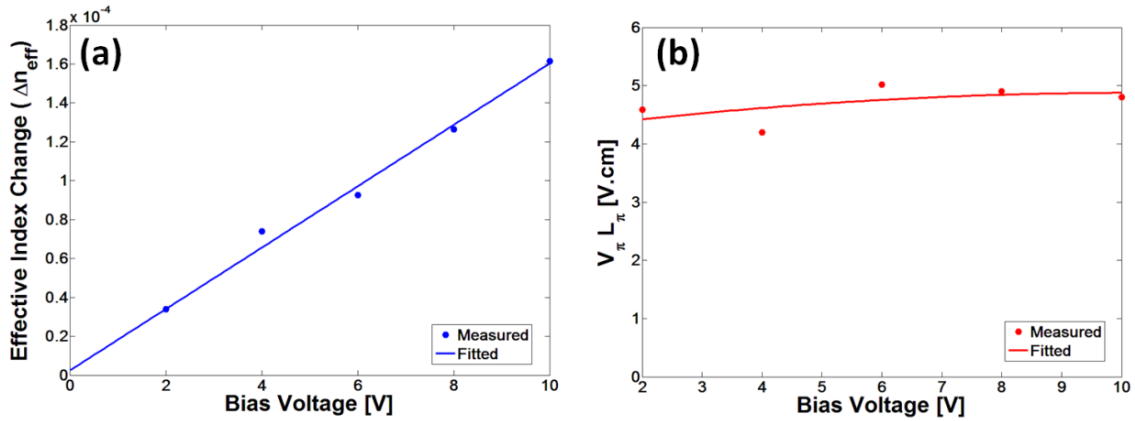 (a)
1.8 x 10⁻⁴
1.6
1.4
1.2
1
0.8
0.6
0.4
0.2
0
Effective Index Change ( Δn_eff)
0 2 4 6 8 10
Bias Voltage [V]
Measured
Fitted
(b)
6
5
4
3
2
1
0
V_π L_π [V.cm]
2 3 4 5 6 7 8 9 10
Bias Voltage [V]
Measured
Fitted